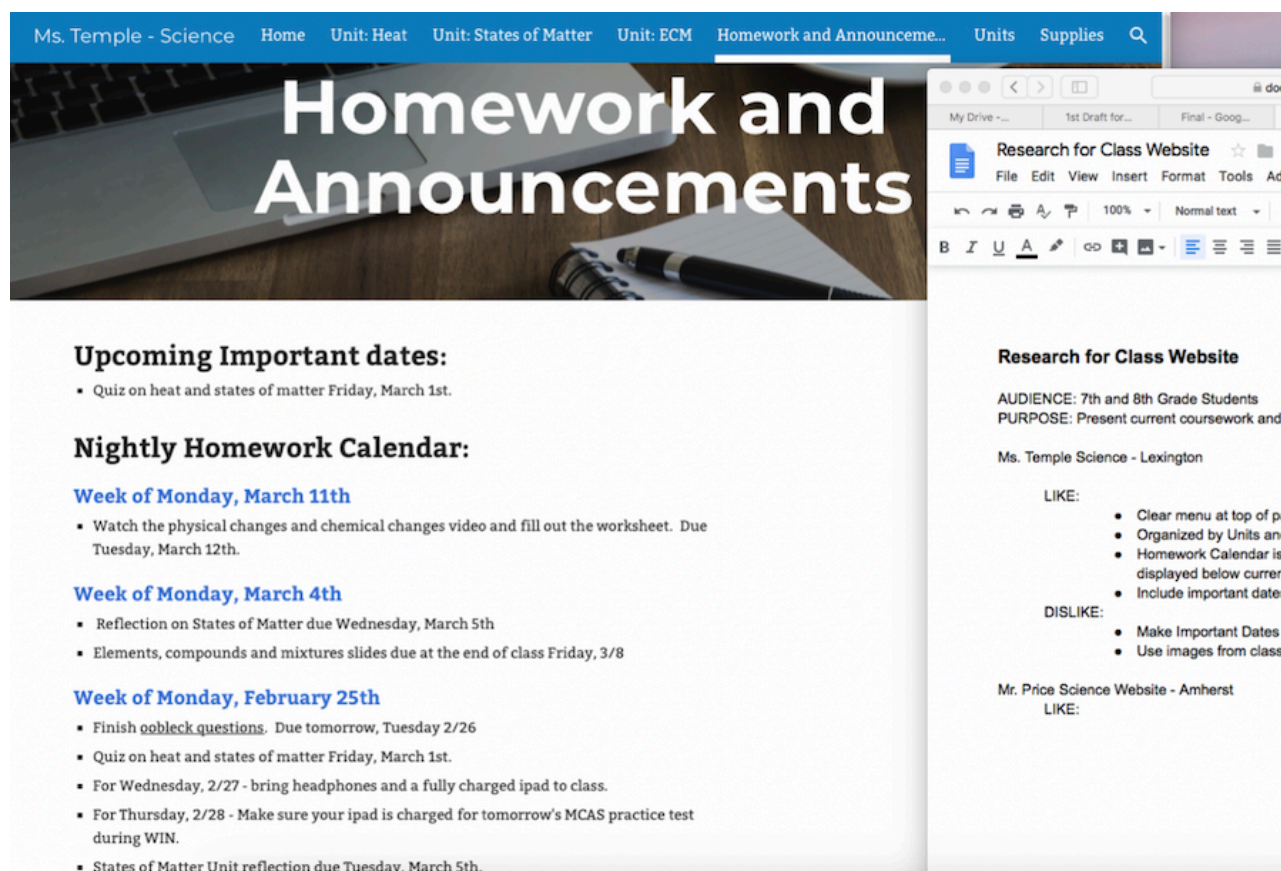 Ms. Temple - Science Home Unit: Heat Unit: States of Matter Unit: ECM Homework and Announceme... Units Supplies
Homework and
Announcements
Upcoming Important dates:
▪ Quiz on heat and states of matter Friday, March 1st.
Nightly Homework Calendar:
Week of Monday, March 11th
▪ Watch the physical changes and chemical changes video and fill out the worksheet. Due
Tuesday, March 12th.
Week of Monday, March 4th
▪ Reflection on States of Matter due Wednesday, March 5th
▪ Elements, compounds and mixtures slides due at the end of class Friday, 3/8
Week of Monday, February 25th
▪ Finish oobleck questions. Due tomorrow, Tuesday 2/26
▪ Quiz on heat and states of matter Friday, March 1st.
▪ For Wednesday, 2/27 - bring headphones and a fully charged ipad to class.
▪ For Thursday, 2/28 - Make sure your ipad is charged for tomorrow's MCAS practice test
during WIN.
▪ States of Matter Unit reflection due Tuesday, March 5th.
doc
My Drive -... 1st Draft for... Final - Goog...
Research for Class Website
File Edit View Insert Format Tools Ad
100% Normal text
B I U A
Research for Class Website
AUDIENCE: 7th and 8th Grade Students
PURPOSE: Present current coursework and
Ms. Temple Science - Lexington
LIKE:
● Clear menu at top of pa
● Organized by Units and
● Homework Calendar is
displayed below curren
● Include important dates
DISLIKE:
● Make Important Dates
● Use images from class
Mr. Price Science Website - Amherst
LIKE: